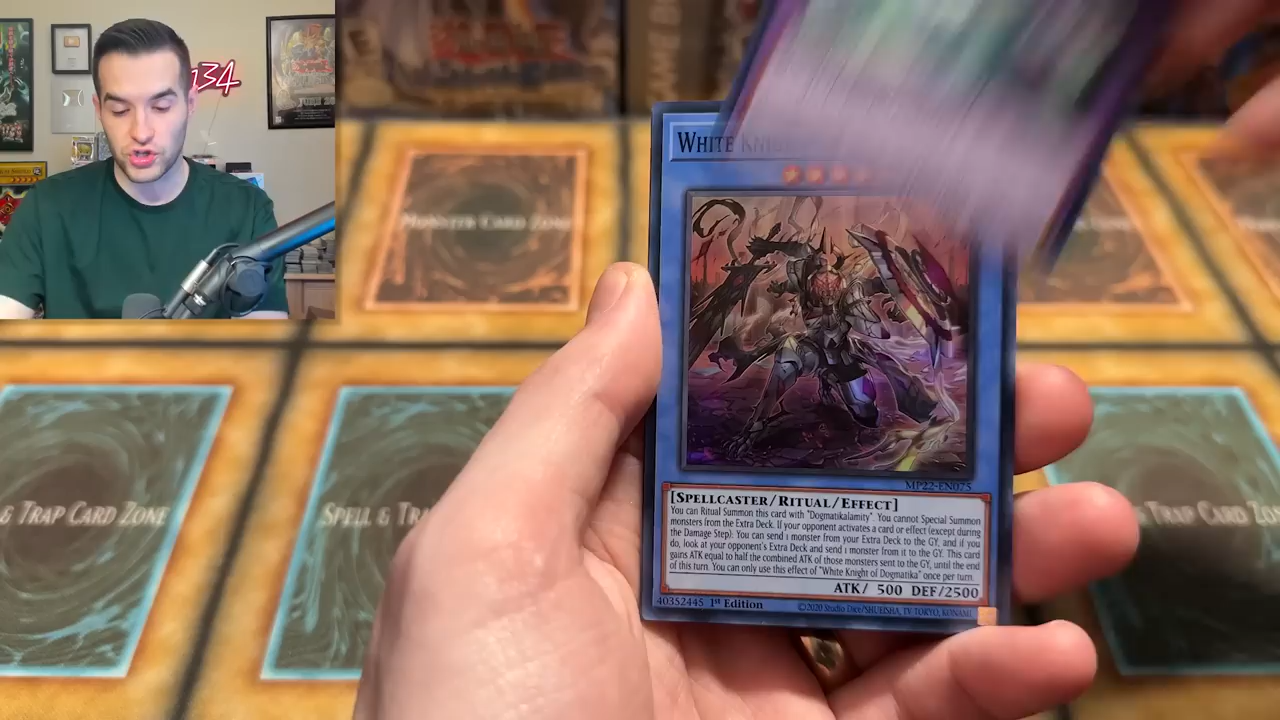 134
MONSTER CARD ZONE
WHITE KNI
MP22-EN075
[SPELLCASTER/RITUAL/EFFECT]
You can Ritual Summon this card with "Dogmatikalamity". You cannot Special Summon
monsters from the Extra Deck. If your opponent activates a card or effect (except during
the Damage Step): You can send 1 monster from your Extra Deck to the GY, and if you
do, look at your opponent's Extra Deck and send 1 monster from it to the GY. This card
gains ATK equal to half the combined ATK of those monsters sent to the GY, until the end
of this turn. You can only use this effect of "White Knight of Dogmatika" once per turn.
ATK/ 500 DEF/2500
40352445 1st Edition
©2020 Studio Dice/SHUEISHA, TV TOKYO, KONAMI
& TRAP CARD ZONE
SPELL & TRA
& TRAP CARD ZON